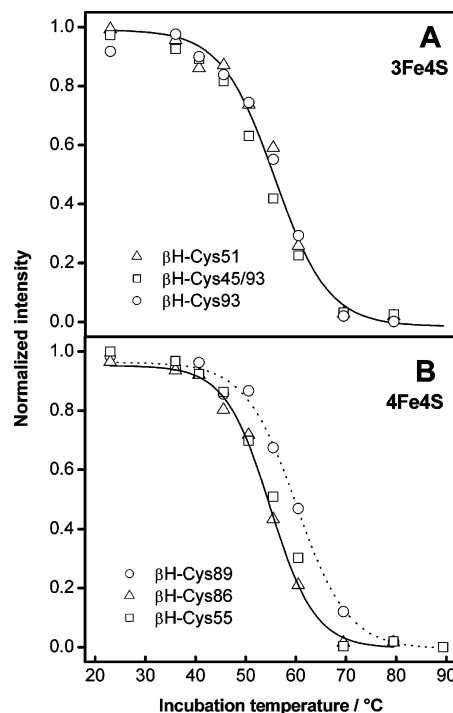 A
3Fe4S
1.0
0.8
0.6
0.4
0.2
0.0
△ βH-Cys51
□ βH-Cys45/93
○ βH-Cys93
Normalized intensity
B
4Fe4S
1.0
0.8
0.6
0.4
0.2
0.0
○ βH-Cys89
△ βH-Cys86
□ βH-Cys55
20 30 40 50 60 70 80 90
Incubation temperature / °C